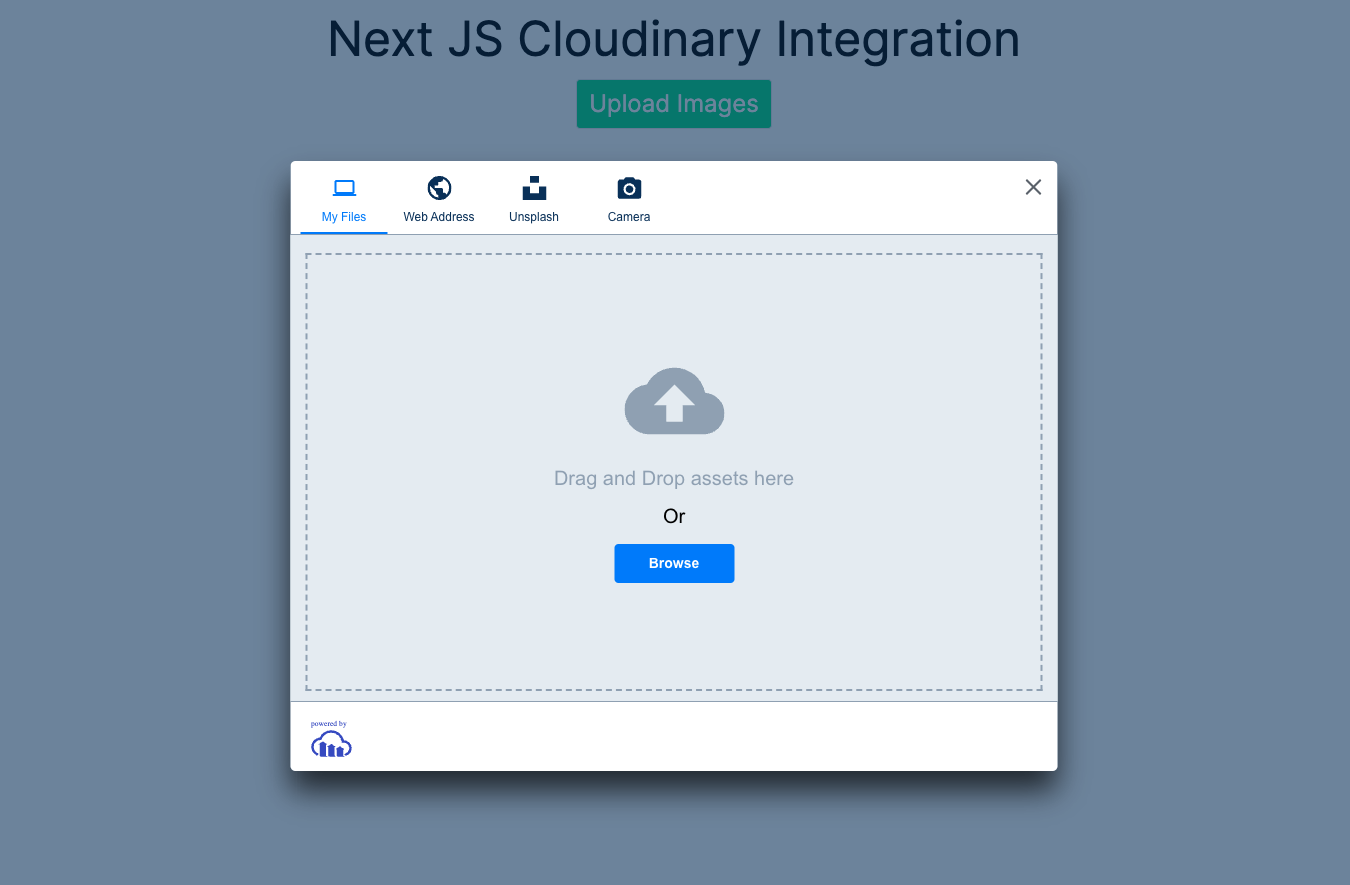 Next JS Cloudinary Integration
Upload Images
My Files Web Address Unsplash Camera
Drag and Drop assets here
Or
Browse
powered by